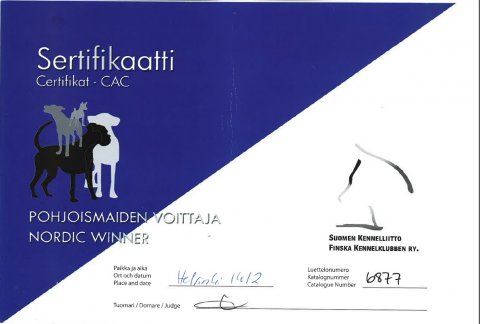 Sertifikaatti
Certifikat - CAC
POHJOISMAIDEN VOITTAJA
NORDIC WINNER
SUOMEN KENNELLIITTO
FINSKA KENNELKLUBBEN RY.
Paikka ja aika
Ort och datum
Place and date
Helsinki 14/2
Luettelonumero
Katalognummer
Catalogue Number
6877
Tuomari / Domare / Judge